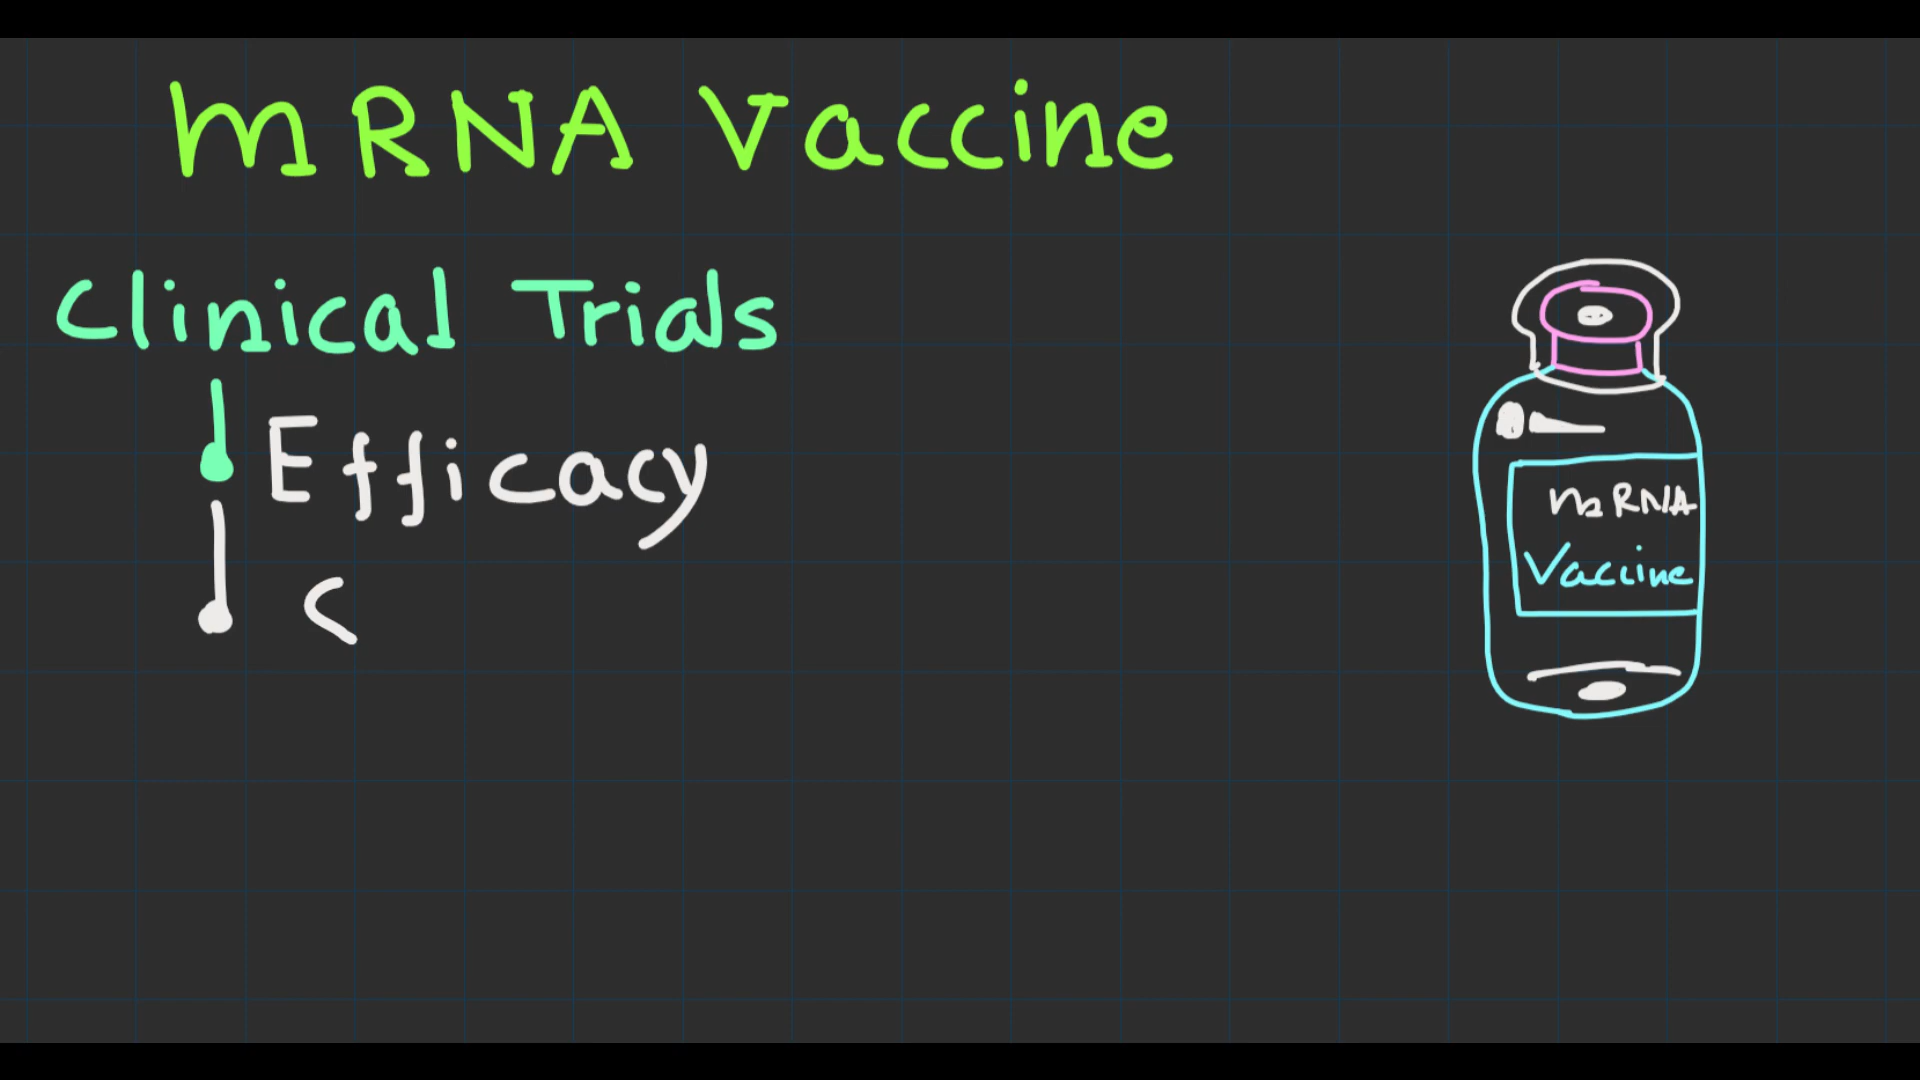 mRNA Vaccine
Clinical Trials
Efficacy
mRNA
Vaccine